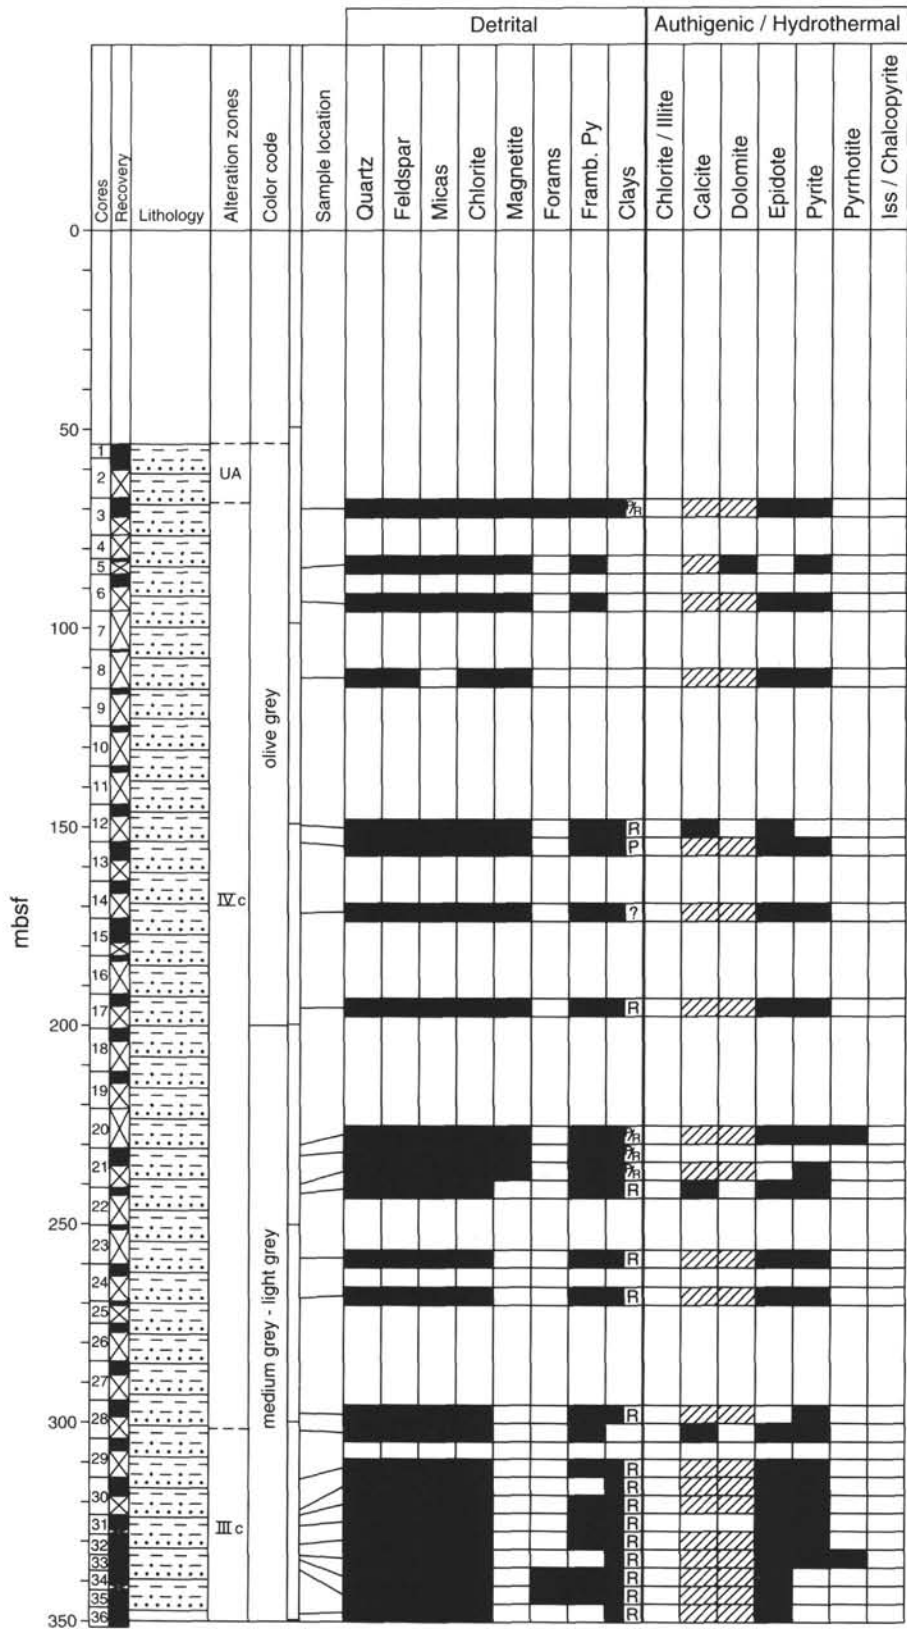 Detrital
Authigenic / Hydrothermal
Cores
Recovery
Lithology
Alteration zones
Color code
Sample location
Quartz
Feldspar
Micas
Chlorite
Magnetite
Forams
Framb. Py
Clays
Chlorite / Illite
Calcite
Dolomite
Epidote
Pyrite
Pyrrhotite
Iss / Chalcopyrite
mbsf
0
50
100
150
200
250
300
350
1
2
3
4
5
6
7
8
9
10
11
12
13
14
15
16
17
18
19
20
21
22
23
24
25
26
27
28
29
30
31
32
33
34
35
36
UA
IVc
IIIc
olive grey
medium grey - light grey
P/R
R
P
?
R
P/R
P/R
P/R
R
R
R
R
R
R
R
R
R
R
R
R
R